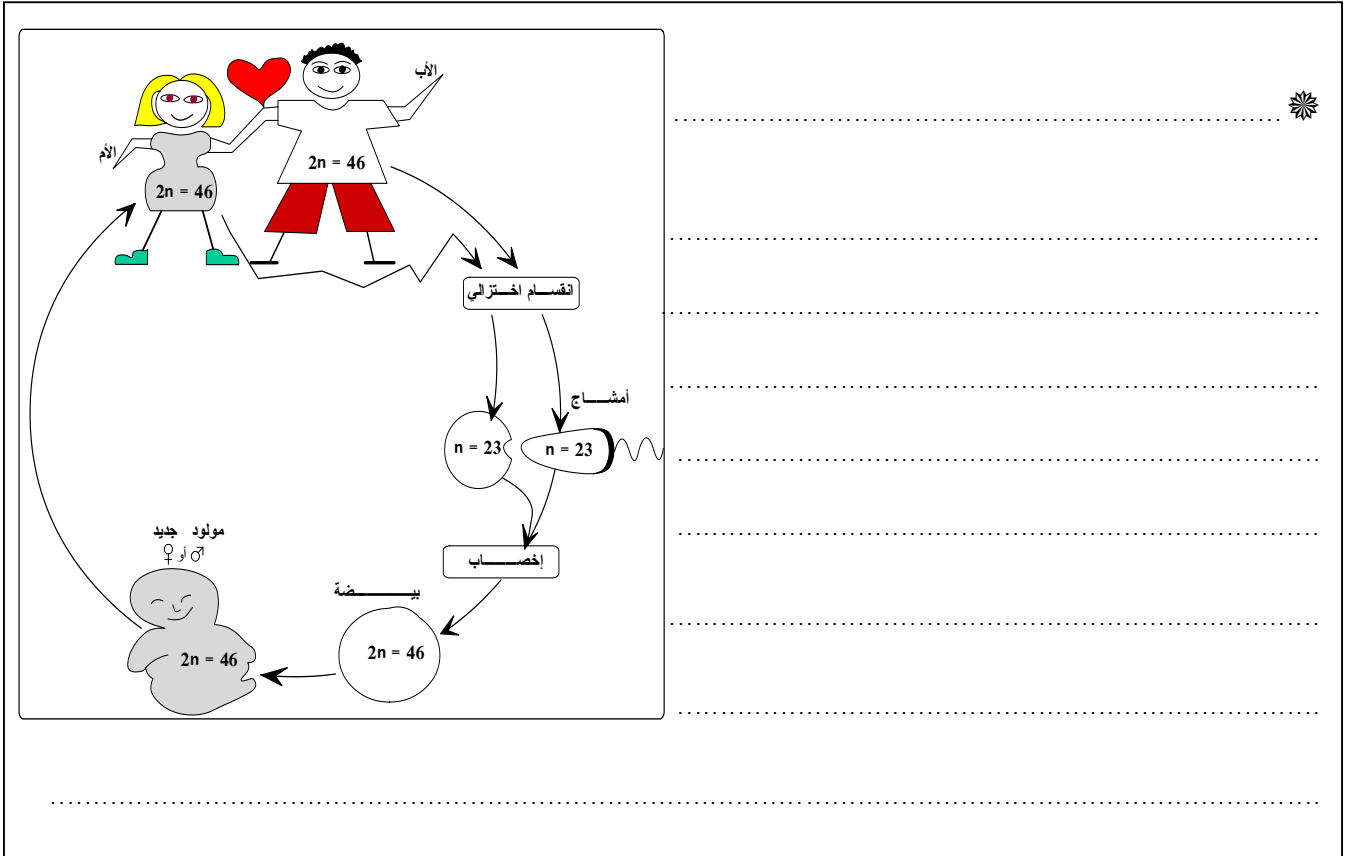 الأب
الأم
2n = 46
2n = 46
انقسام اختزالي
أمشاج
n = 23
n = 23
إخصاب
مولود جديد
♂ أو ♀
بيضة
2n = 46
2n = 46